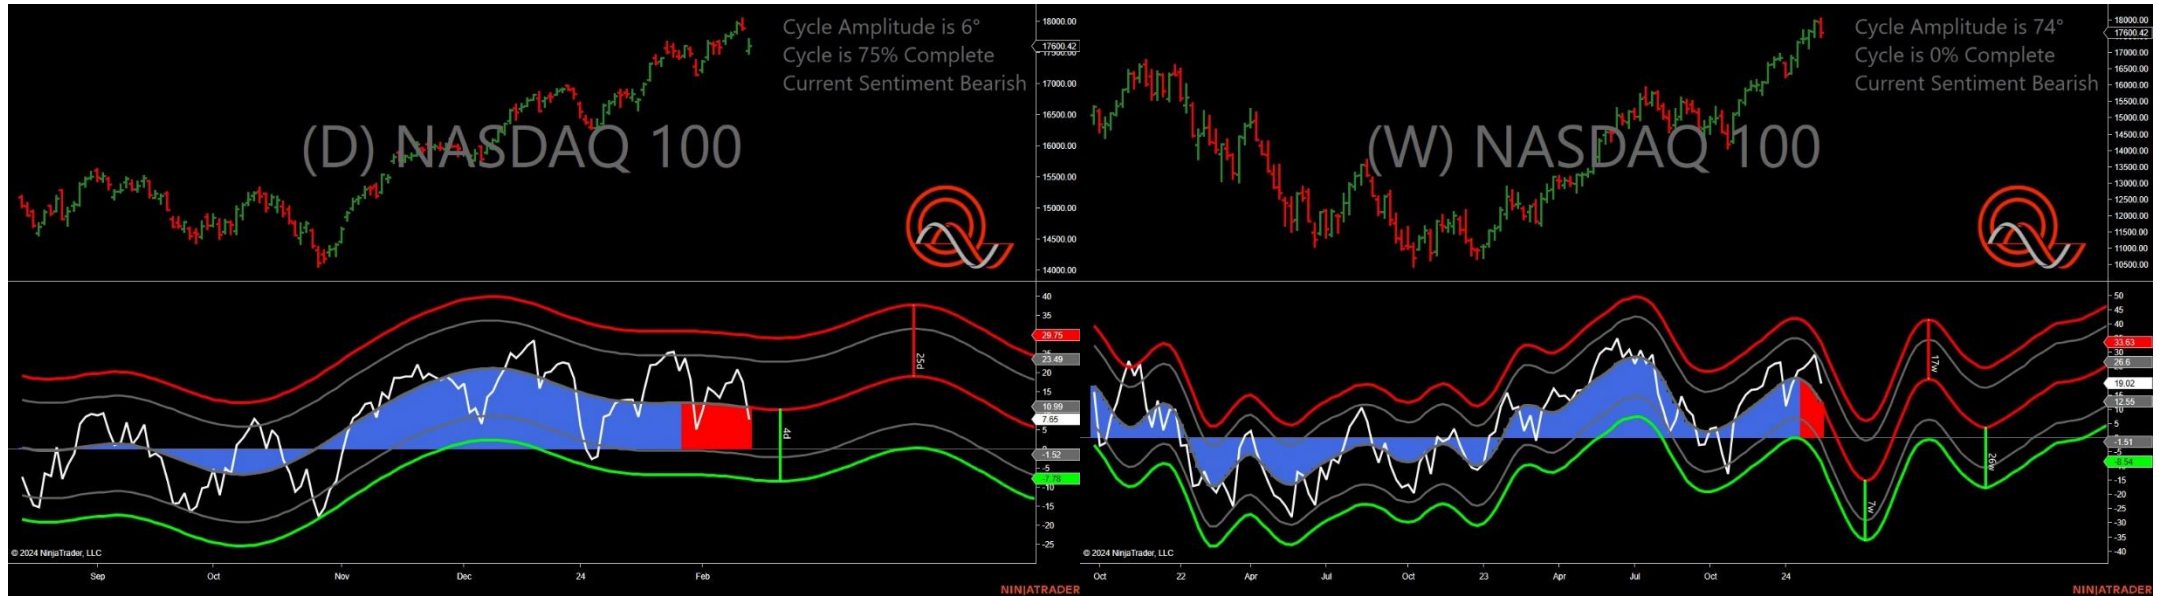 Cycle Amplitude is 6°
Cycle is 75% Complete
Current Sentiment Bearish
(D) NASDAQ 100
18000.00
17600.42
17000.00
16500.00
16000.00
15500.00
15000.00
14500.00
14000.00
40
35
29.75
23.49
20
15
10.99
7.65
5
0
-1.52
-5
-7.78
-10
-15
-20
-25
25d
4d
© 2024 NinjaTrader, LLC
Sep
Oct
Nov
Dec
24
Feb
NINJATRADER
Cycle Amplitude is 74°
Cycle is 0% Complete
Current Sentiment Bearish
(W) NASDAQ 100
18000.00
17600.42
17000.00
16500.00
16000.00
15500.00
15000.00
14500.00
14000.00
13000.00
12500.00
12000.00
11500.00
11000.00
10500.00
50
45
40
33.63
30
26.6
19.02
12.55
10
5
-1.51
-8.54
-15
-20
-25
-30
-35
-40
7w
17w
26w
© 2024 NinjaTrader, LLC
Oct
22
Apr
Jul
Oct
23
Apr
Jul
Oct
24
NINJATRADER